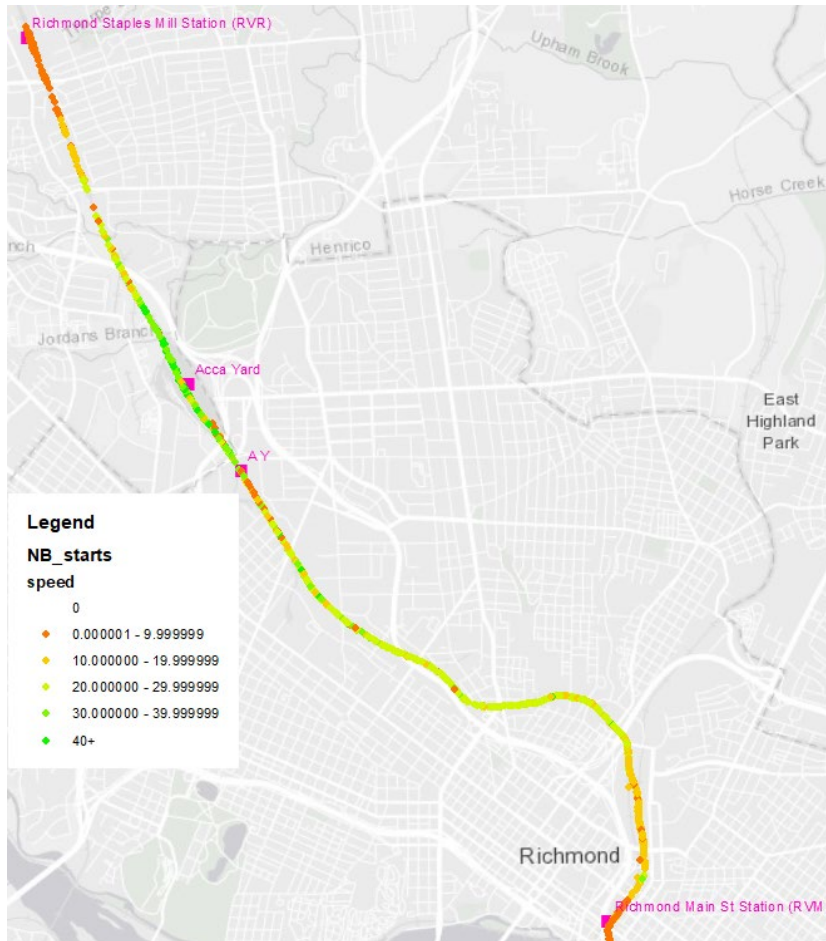 Richmond Staples Mill Station (RVR)
Upham Brook
Horse Creek
Henrico
Jordans Branch
Acca Yard
East
Highland
Park
A Y
Legend
NB_starts
speed
0
0.000001 - 9.999999
10.000000 - 19.999999
20.000000 - 29.999999
30.000000 - 39.999999
40+
Richmond
Richmond Main St Station (RVM